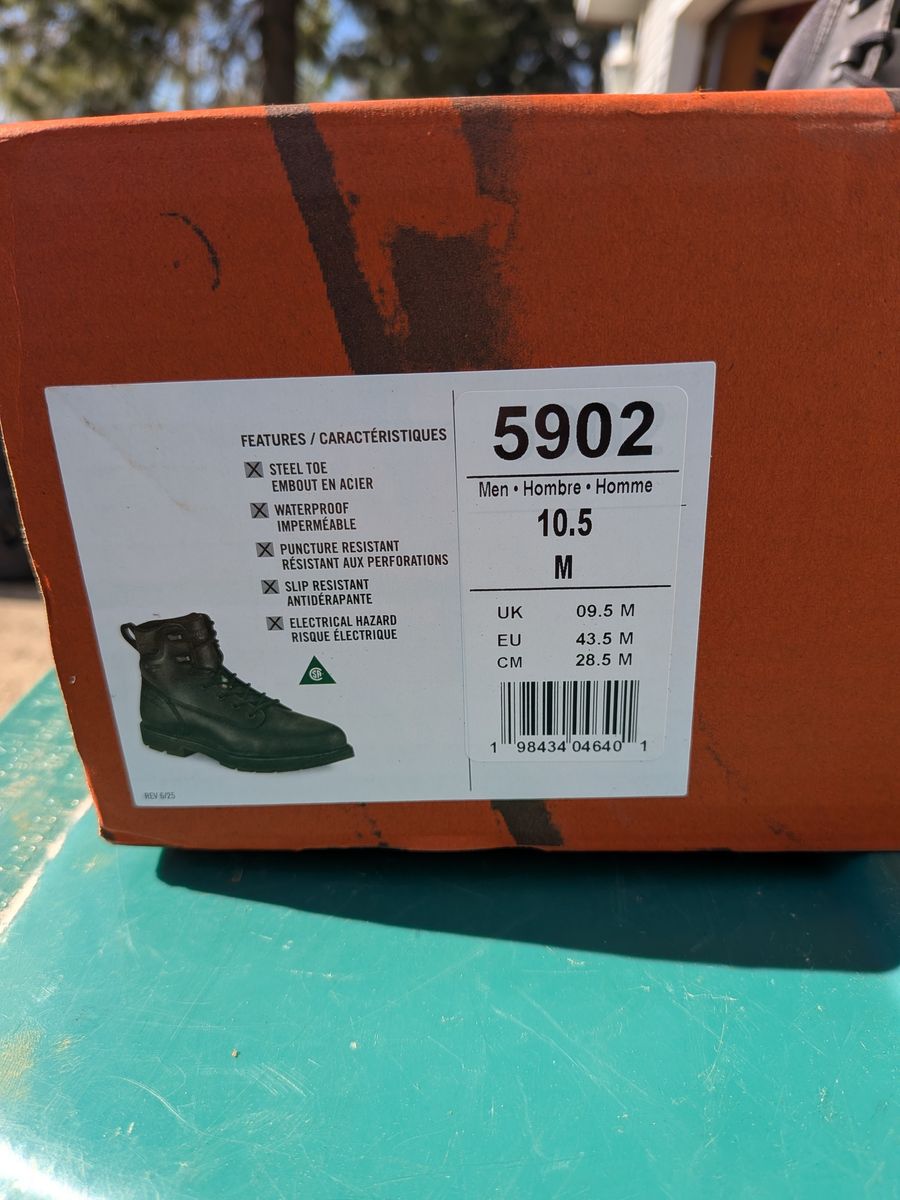 FEATURES / CARACTÉRISTIQUES
STEEL TOE
EMBOUT EN ACIER
WATERPROOF
IMPERMÉABLE
PUNCTURE RESISTANT
RÉSISTANT AUX PERFORATIONS
SLIP RESISTANT
ANTIDÉRAPANTE
ELECTRICAL HAZARD
RISQUE ÉLECTRIQUE
REV 6/25
5902
Men • Hombre • Homme
10.5
M
UK 09.5 M
EU 43.5 M
CM 28.5 M
1 98434 04640 1